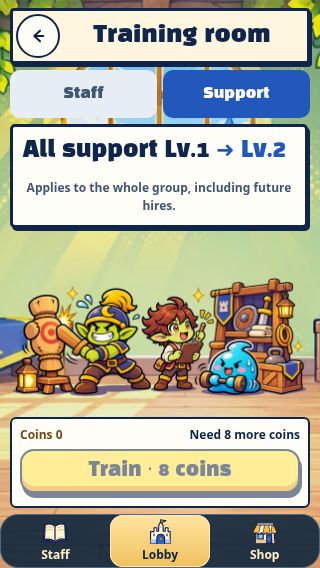 Training room
Staff
Support
All support Lv.1 → Lv.2
Applies to the whole group, including future
hires.
Coins 0
Need 8 more coins
Train · 8 coins
Staff
Lobby
Shop